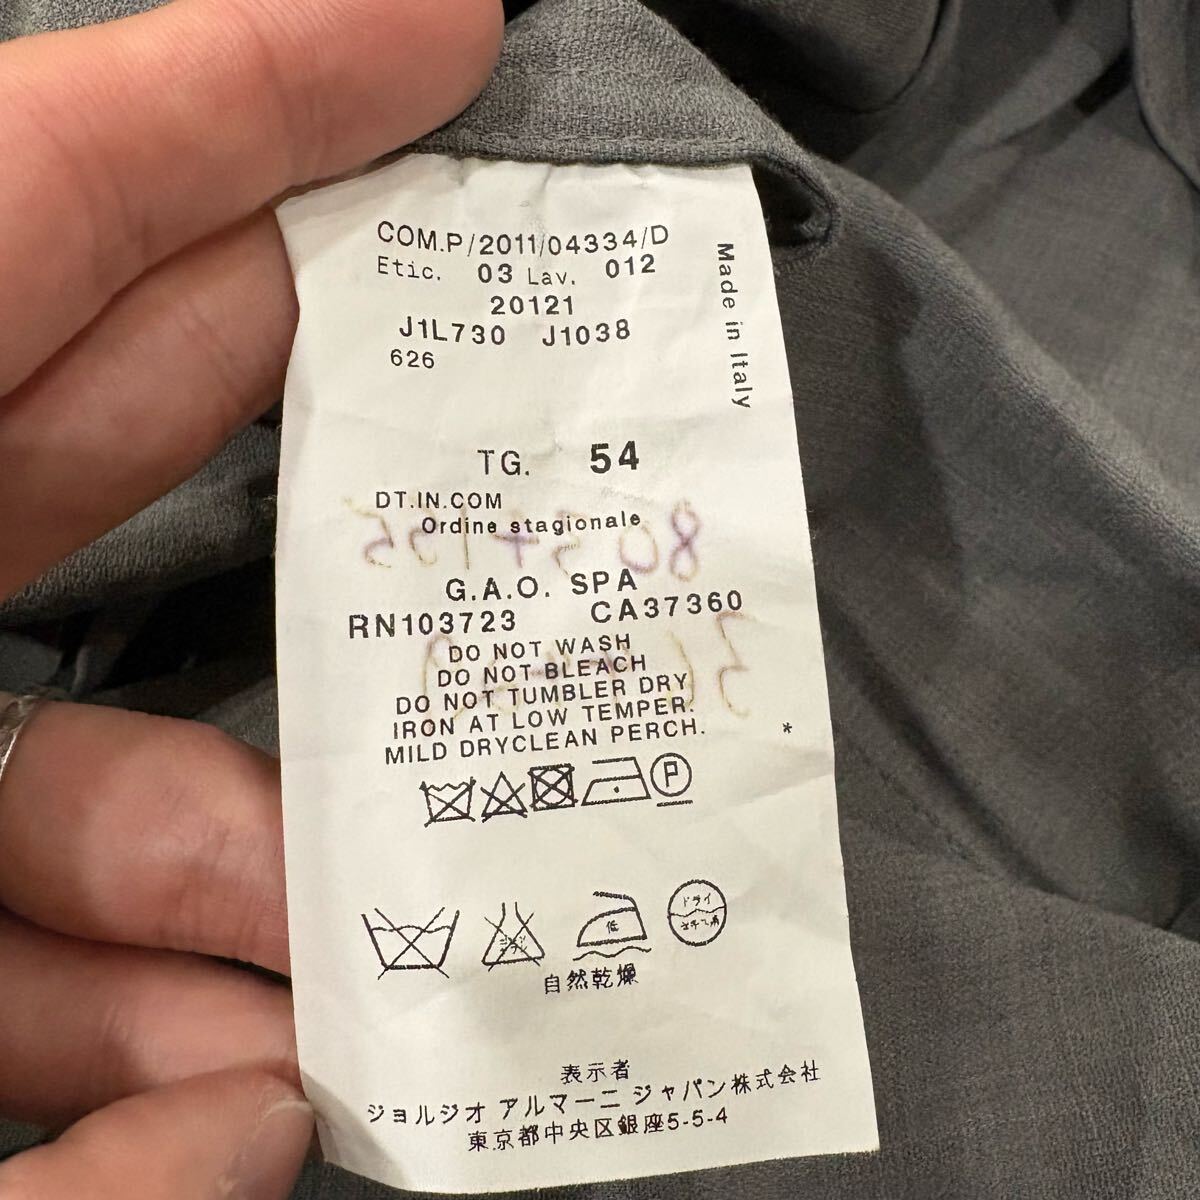 COM.P/2011/04334/D
Etic. 03 Lav. 012
20121
J1L730 J1038
626
Made in Italy
TG. 54
DT.IN.COM
Ordine stagionale
G.A.O. SPA
RN103723 CA37360
DO NOT WASH
DO NOT BLEACH
DO NOT TUMBLER DRY
IRON AT LOW TEMPER.
MILD DRYCLEAN PERCH.
*
P
低
ドライ
自然乾燥
表示者
ジョルジオ アルマーニ ジャパン株式会社
東京都中央区銀座5-5-4